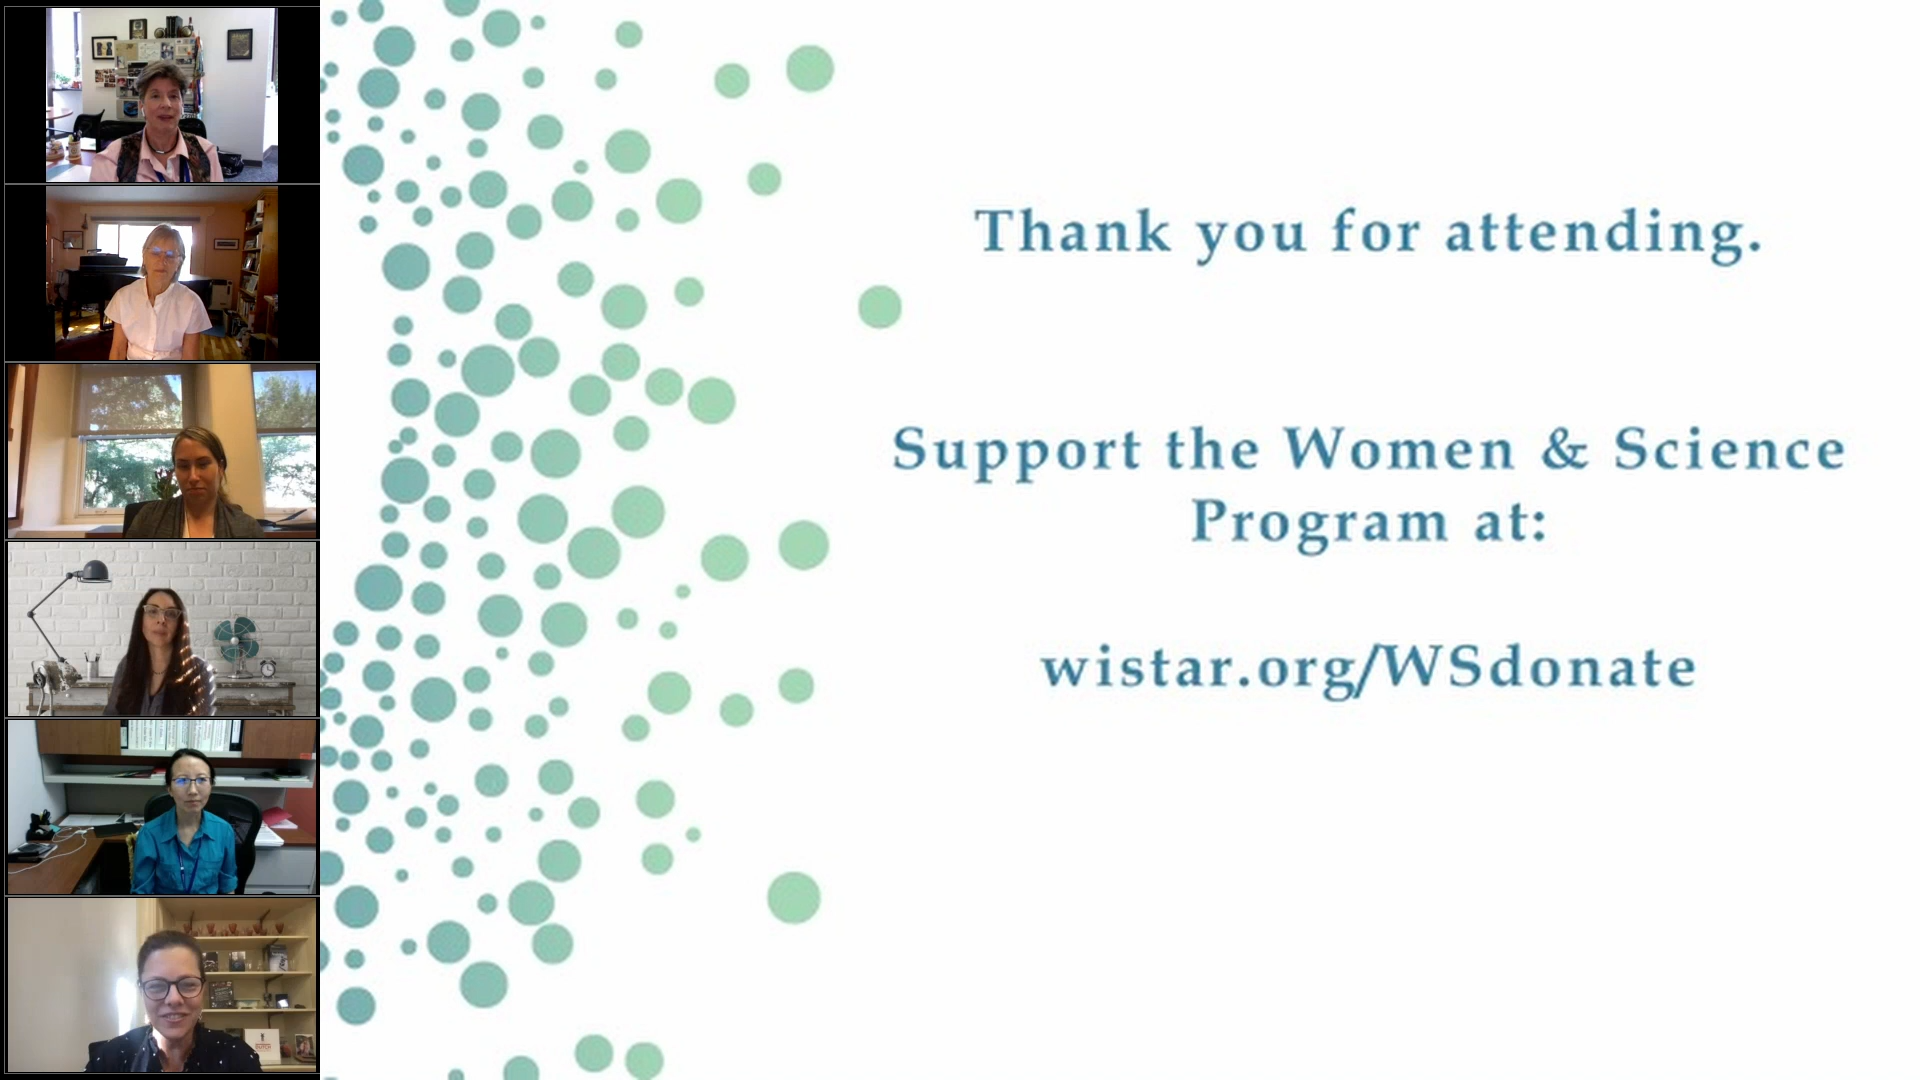 Thank you for attending.
Support the Women & Science
Program at:
wistar.org/WSdonate